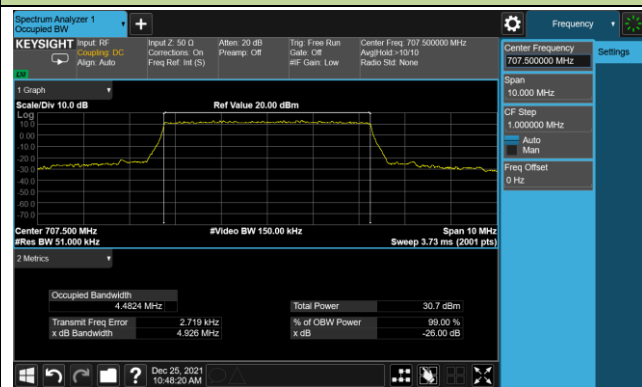 Spectrum Analyzer 1
Occupied BW
Frequency
KEYSIGHT
Input: RF
Coupling: DC
Align: Auto
Input Z: 50 Ω
Corrections: On
Freq Ref: Int (S)
Atten: 20 dB
Preamp: Off
Trig: Free Run
Gate: Off
#IF Gain: Low
Center Freq: 707.500000 MHz
Avg|Hold:>10/10
Radio Std: None
Center Frequency
707.500000 MHz
Settings
Span
10.000 MHz
CF Step
1.000000 MHz
Auto
Man
Freq Offset
0 Hz
1 Graph
Scale/Div 10.0 dB
Ref Value 20.00 dBm
Log
10.0
0.00
-10.0
-20.0
-30.0
-40.0
-50.0
-60.0
-70.0
Center 707.500 MHz
#Video BW 150.00 kHz
Span 10 MHz
#Res BW 51.000 kHz
Sweep 3.73 ms (2001 pts)
2 Metrics
Occupied Bandwidth
4.4824 MHz
Total Power 30.7 dBm
Transmit Freq Error 2.719 kHz
% of OBW Power 99.00 %
x dB Bandwidth 4.926 MHz
x dB -26.00 dB
?
Dec 25, 2021
10:48:20 AM